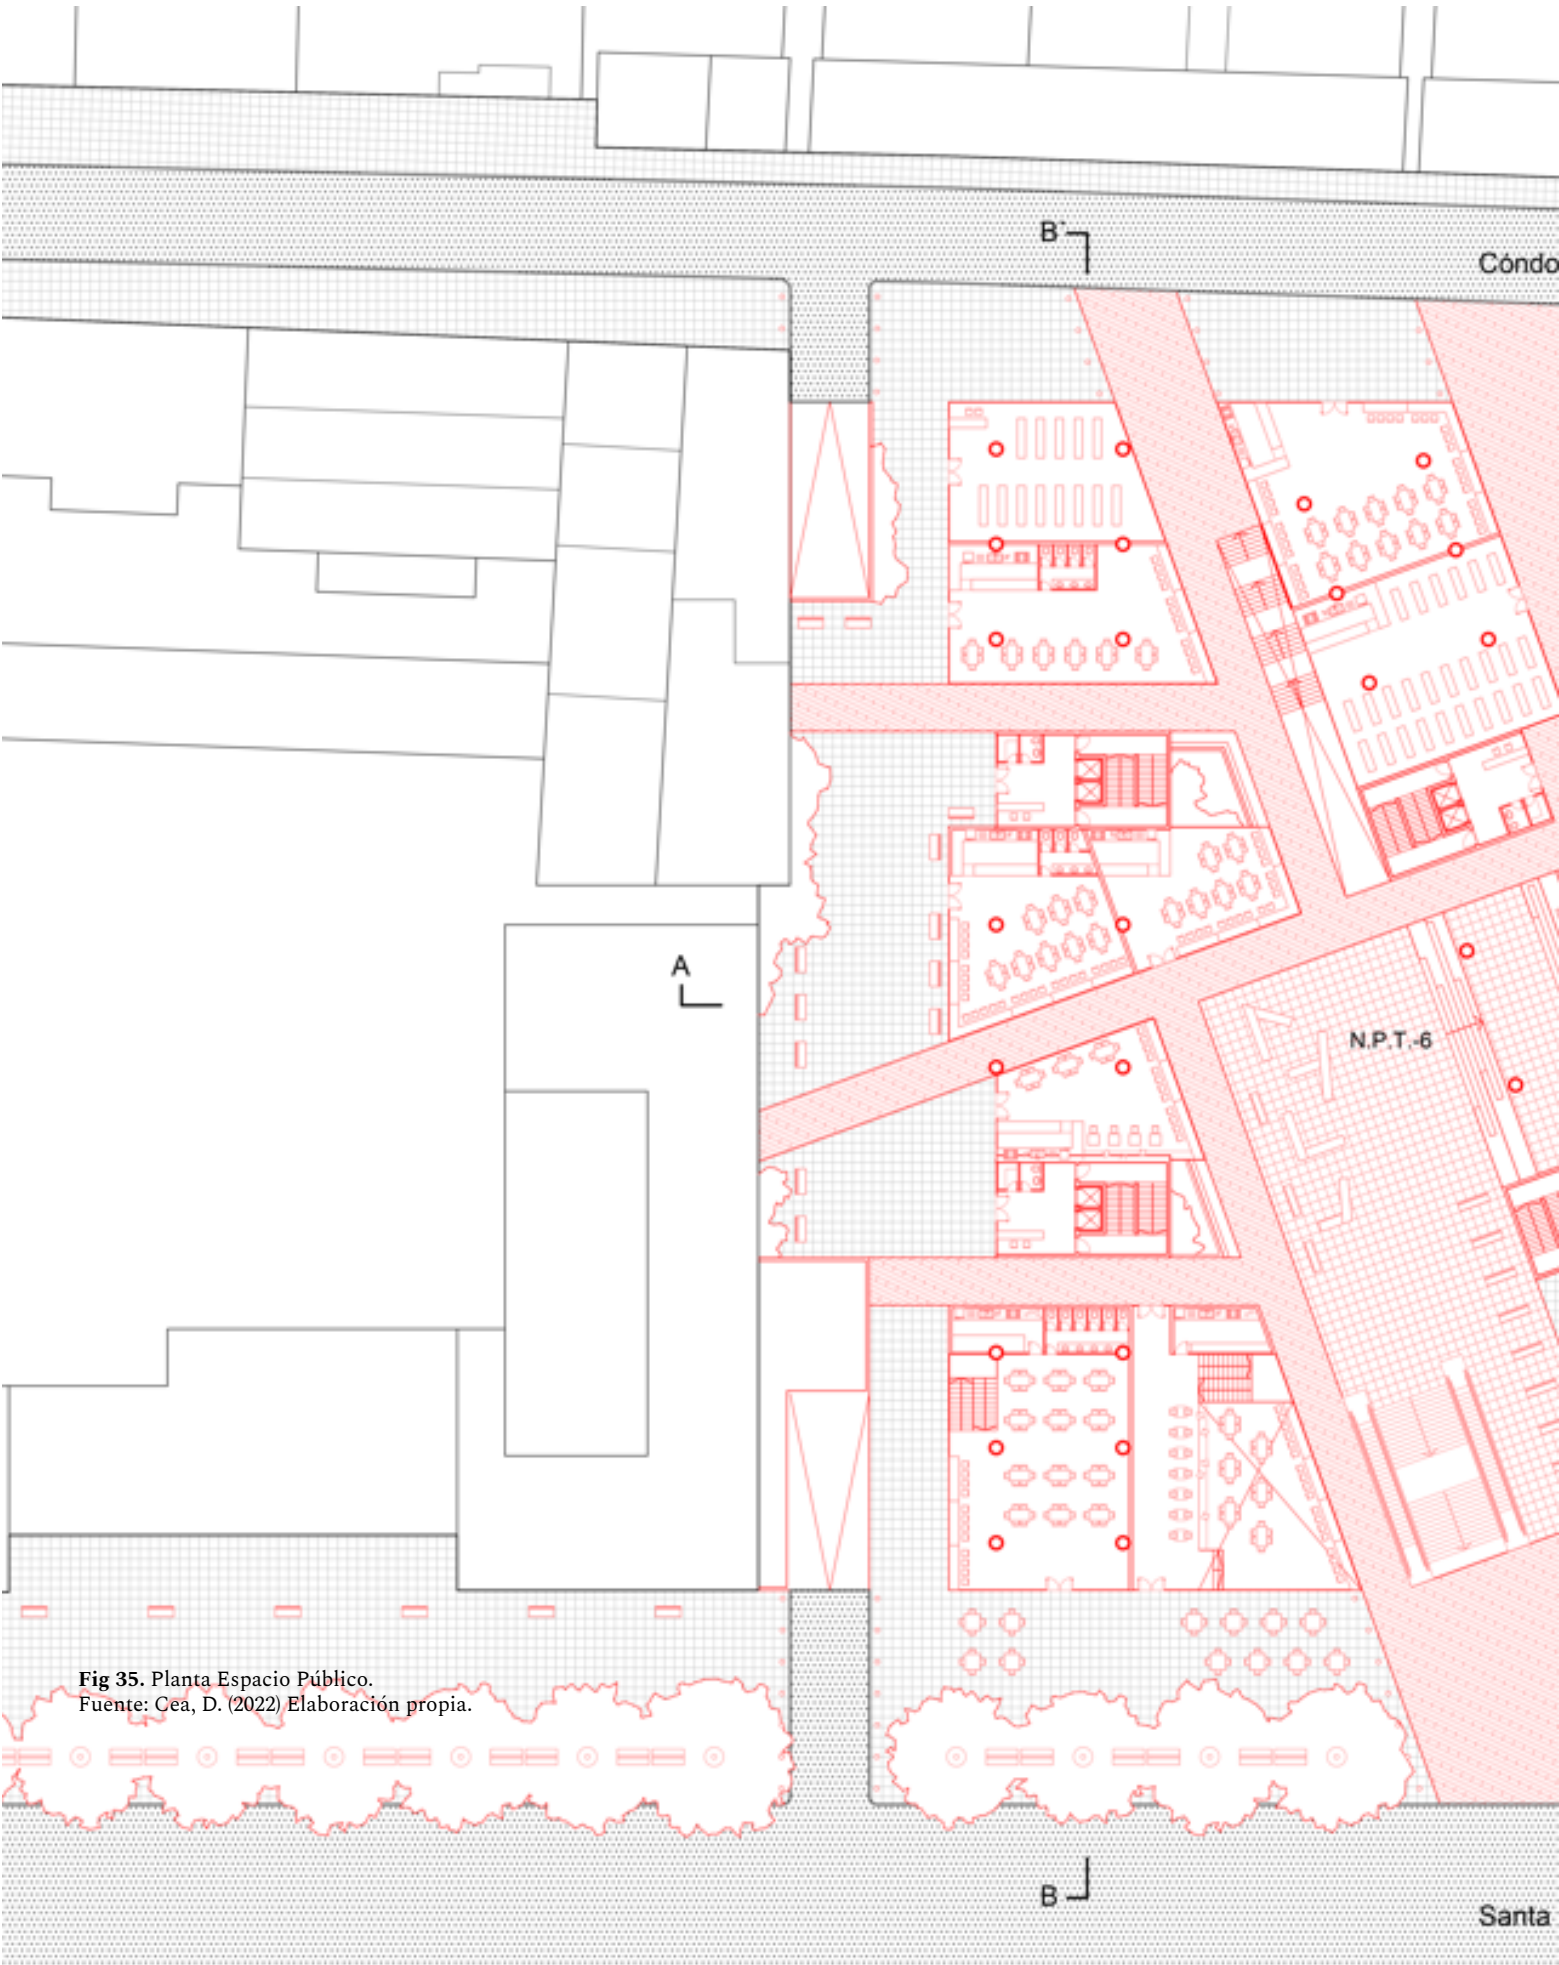 B`
Cóndo
A
N.P.T.-6
Fig 35. Planta Espacio Público.
Fuente: Cea, D. (2022) Elaboración propia.
B
Santa